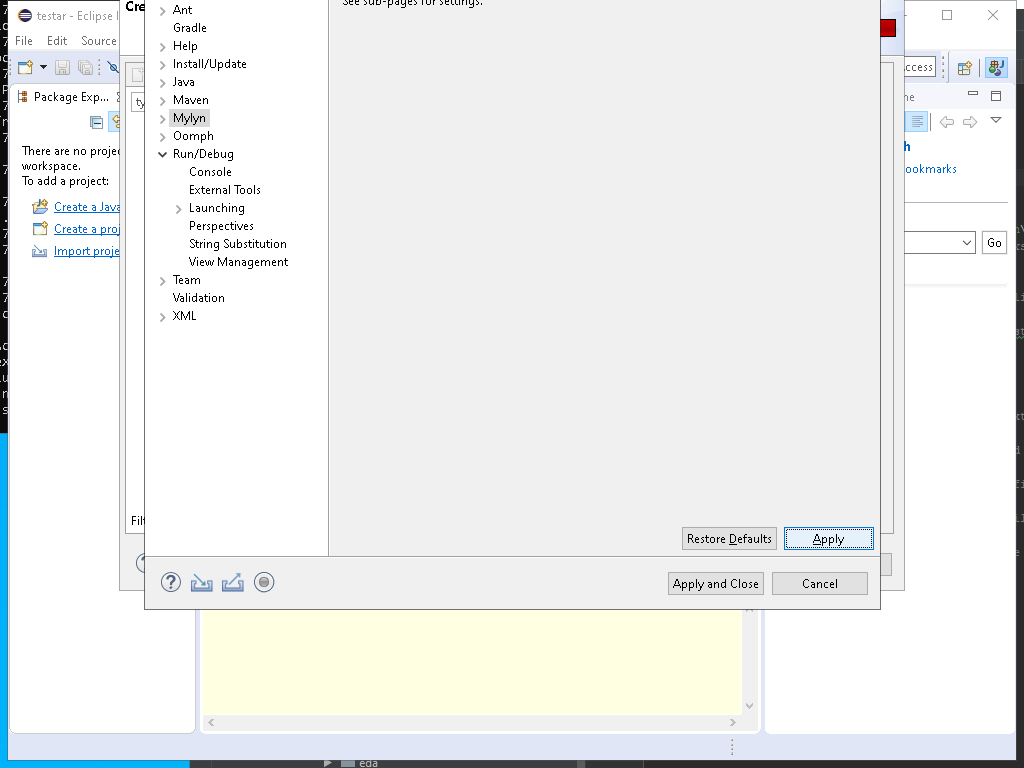 testar - Eclipse I
Cre
See sub-pages for settings.
File Edit Source
Package Exp...
There are no projec
workspace.
To add a project:
Create a Java
Create a proj
Import proje
ty
Filt
Ant
Gradle
Help
Install/Update
Java
Maven
Mylyn
Oomph
Run/Debug
Console
External Tools
Launching
Perspectives
String Substitution
View Management
Team
Validation
XML
Restore Defaults
Apply
Apply and Close
Cancel
ccess
ne
h
ookmarks
Go
eda